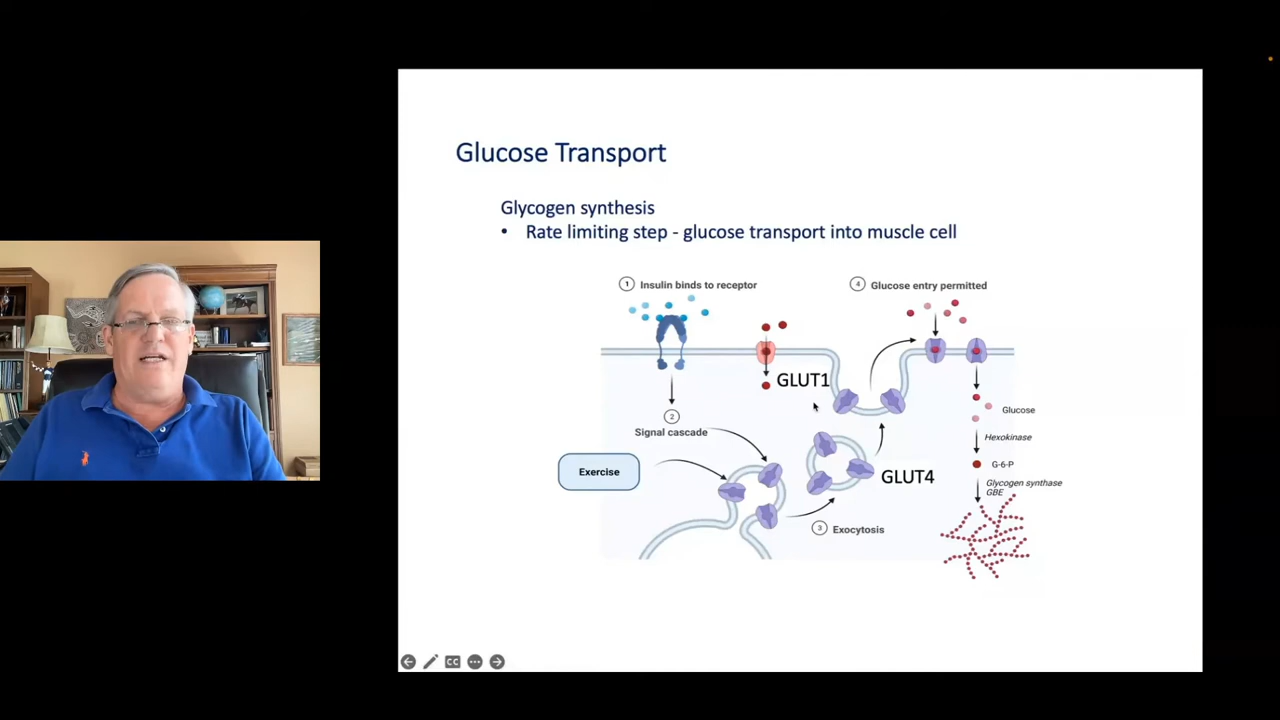 Glucose Transport
Glycogen synthesis
• Rate limiting step - glucose transport into muscle cell
1 Insulin binds to receptor
4 Glucose entry permitted
GLUT1
2
Signal cascade
Exercise
GLUT4
3 Exocytosis
Glucose
Hexokinase
G-6-P
Glycogen synthase
GBE
CC